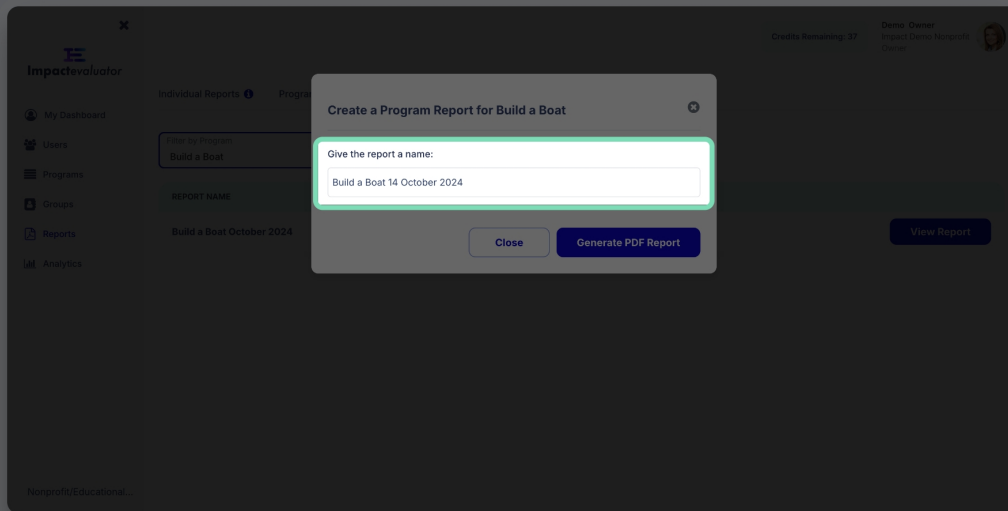 Credits Remaining: 37
Demo Owner
Impact Demo Nonprofit
Owner
Impactevaluator
Individual Reports
Progra
My Dashboard
Users
Programs
Groups
Reports
Analytics
Filter by Program
Build a Boat
REPORT NAME
Build a Boat October 2024
View Report
Create a Program Report for Build a Boat
Give the report a name:
Build a Boat 14 October 2024
Close
Generate PDF Report
Nonprofit/Educational...